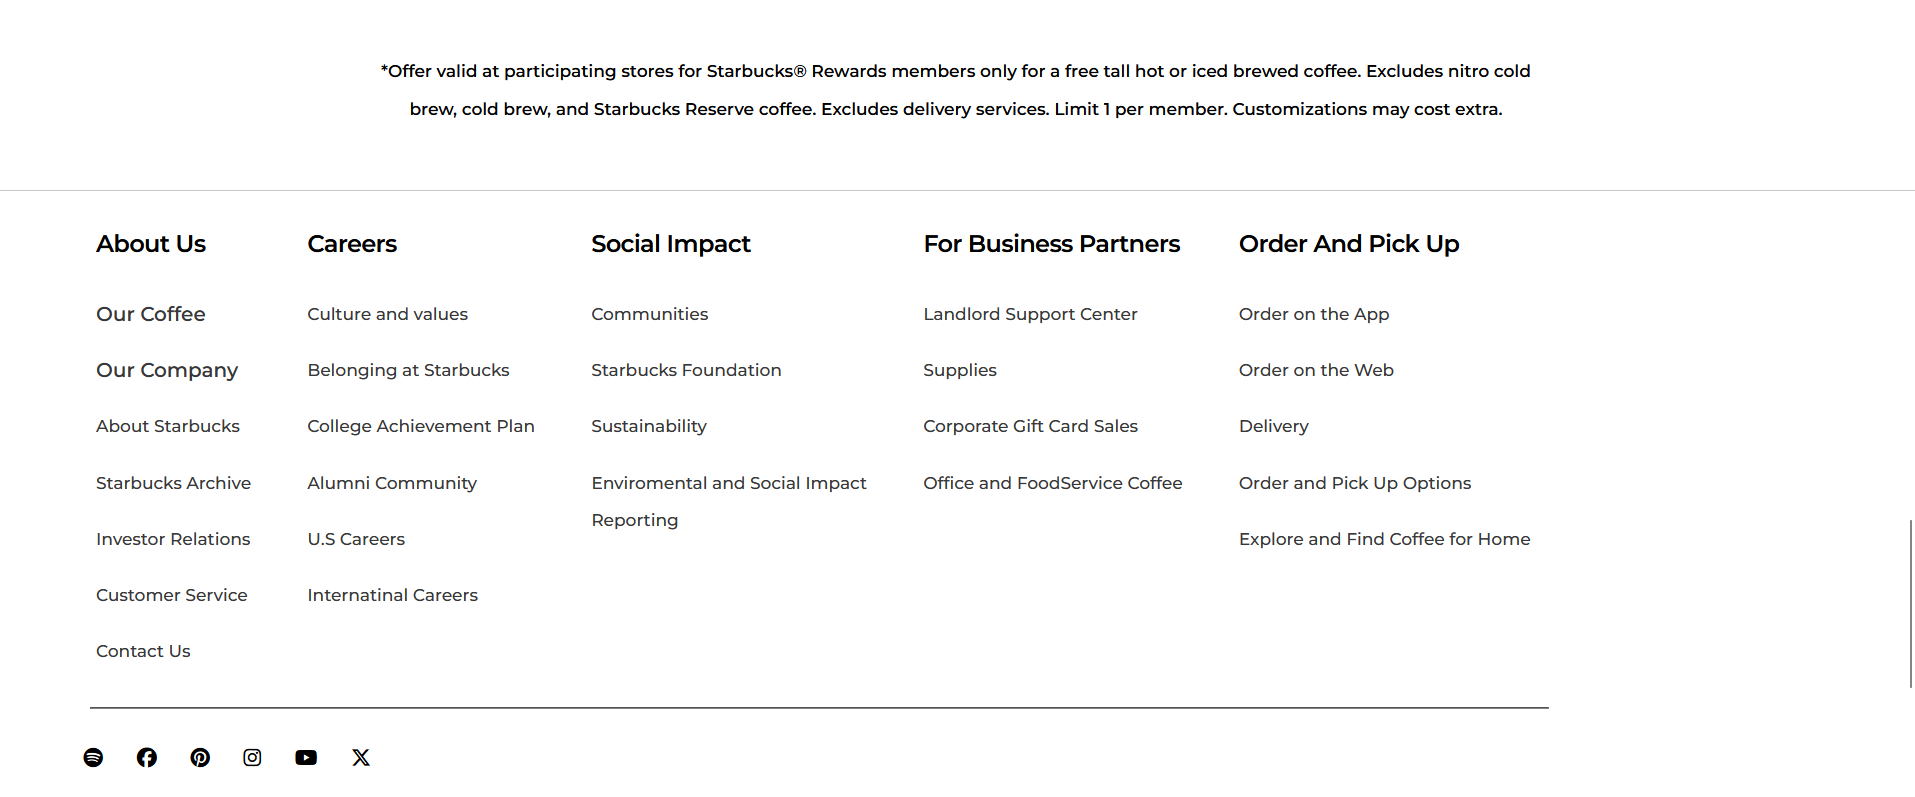 *Offer valid at participating stores for Starbucks® Rewards members only for a free tall hot or iced brewed coffee. Excludes nitro cold
brew, cold brew, and Starbucks Reserve coffee. Excludes delivery services. Limit 1 per member. Customizations may cost extra.
About Us
Our Coffee
Our Company
About Starbucks
Starbucks Archive
Investor Relations
Customer Service
Contact Us
Careers
Culture and values
Belonging at Starbucks
College Achievement Plan
Alumni Community
U.S Careers
Internatinal Careers
Social Impact
Communities
Starbucks Foundation
Sustainability
Enviromental and Social Impact
Reporting
For Business Partners
Landlord Support Center
Supplies
Corporate Gift Card Sales
Office and FoodService Coffee
Order And Pick Up
Order on the App
Order on the Web
Delivery
Order and Pick Up Options
Explore and Find Coffee for Home